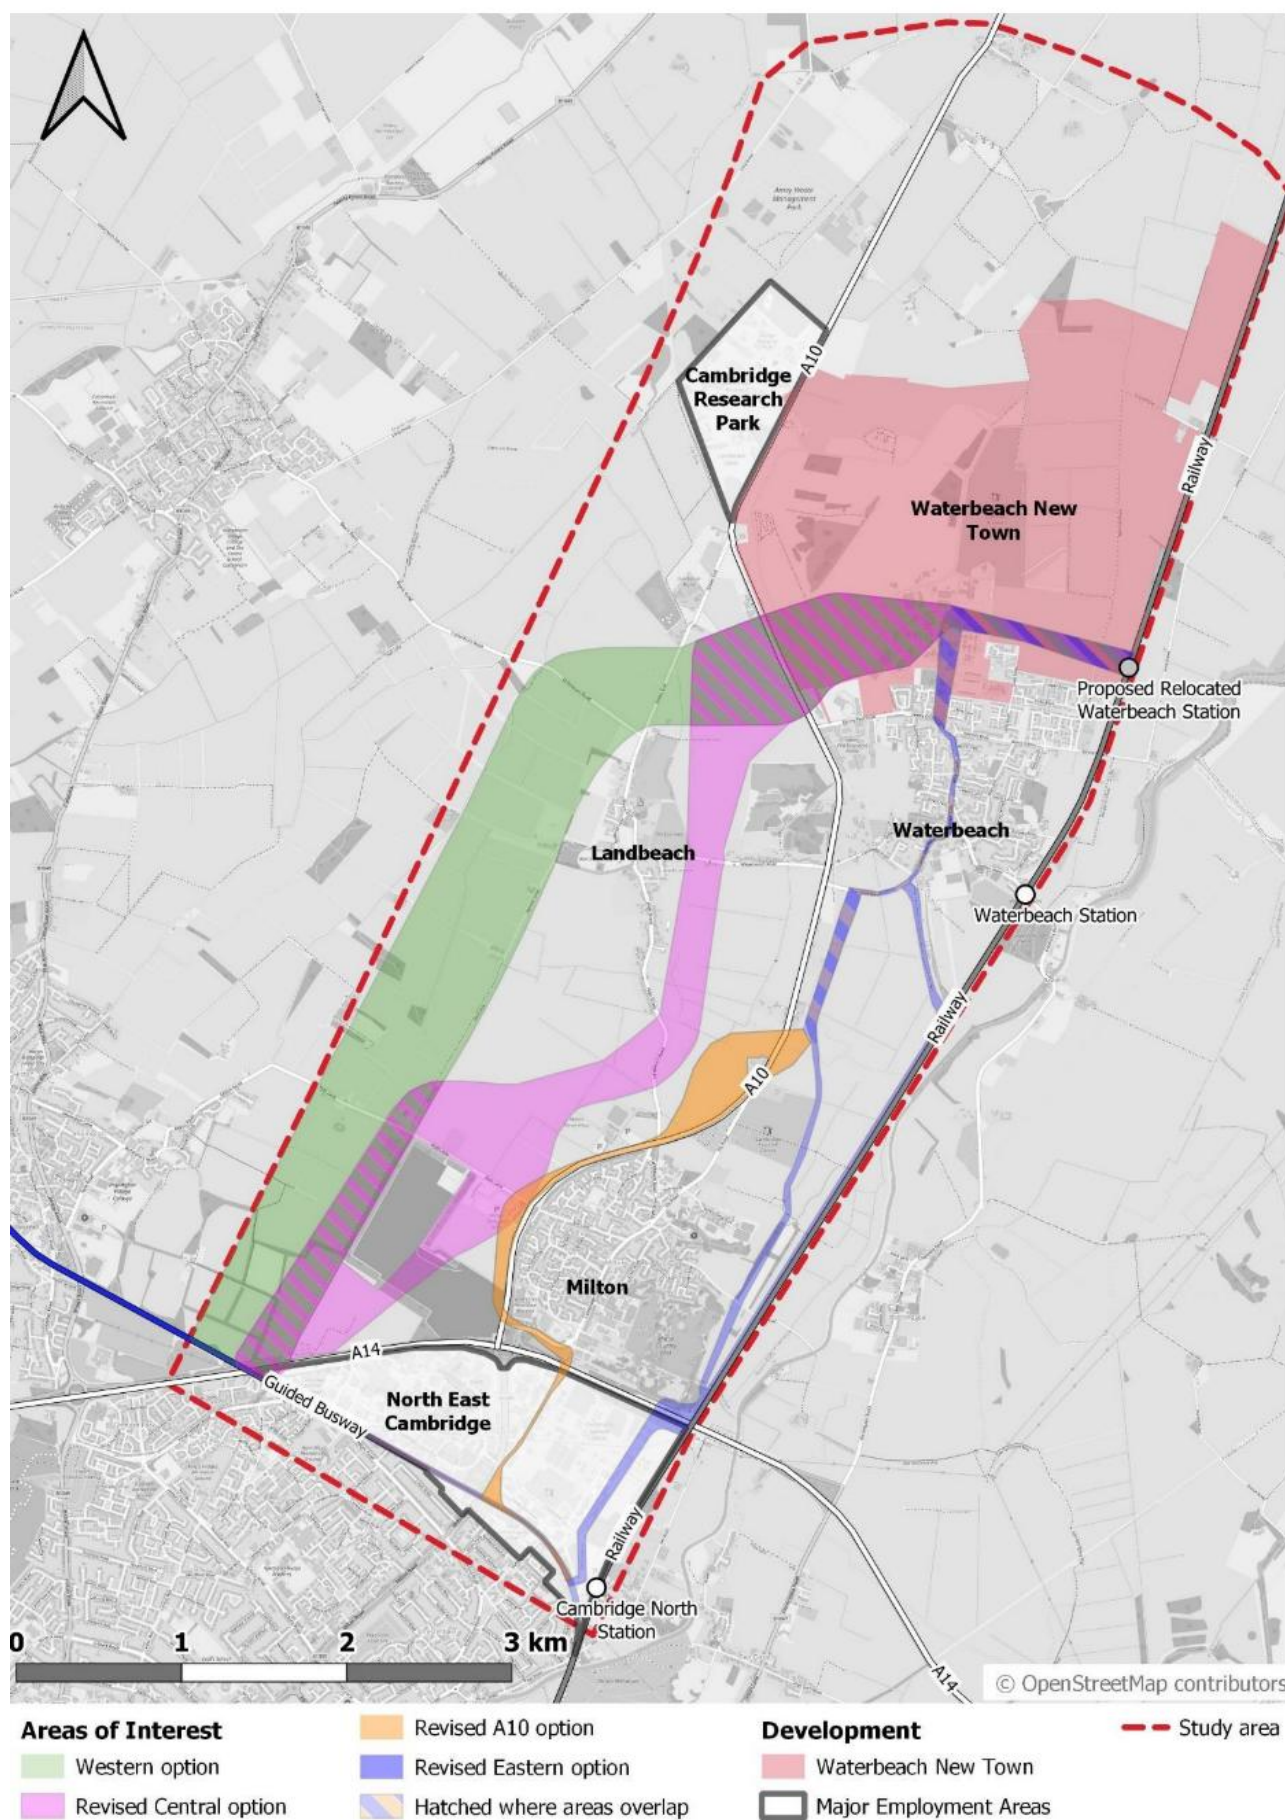 Cambridge
Research
Park
A10
Railway
Waterbeach New
Town
Proposed Relocated
Waterbeach Station
Waterbeach
Landbeach
Waterbeach Station
Railway
A10
Milton
A14
Guided Busway
North East
Cambridge
Railway
Cambridge North
Station
0 1 2 3 km
A14
© OpenStreetMap contributors
Areas of Interest
Western option
Revised Central option
Revised A10 option
Revised Eastern option
Hatched where areas overlap
Development
Waterbeach New Town
Major Employment Areas
Study area